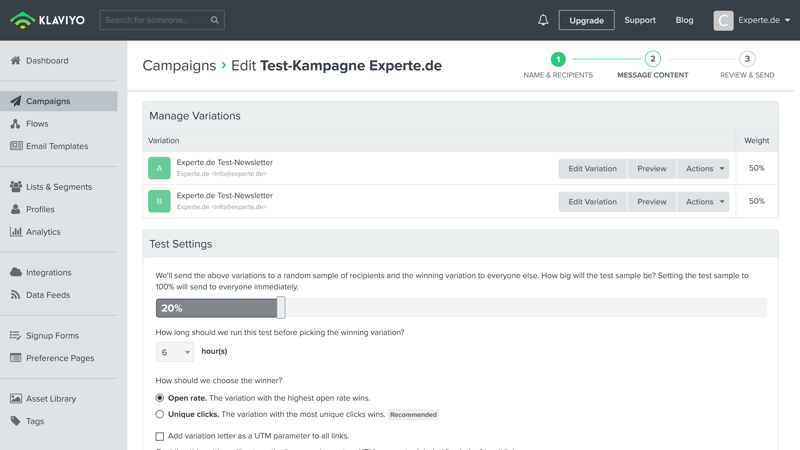 KLAVIYO
Search for someone...
Upgrade
Support
Blog
C
Experte.de
Dashboard
Campaigns
Flows
Email Templates
Lists & Segments
Profiles
Analytics
Integrations
Data Feeds
Signup Forms
Preference Pages
Asset Library
Tags
Campaigns › Edit Test-Kampagne Experte.de
1
NAME & RECIPIENTS
2
MESSAGE CONTENT
3
REVIEW & SEND
Manage Variations
Variation Weight
A
Experte.de Test-Newsletter
Experte.de <info@experte.de>
Edit Variation Preview Actions 50%
B
Experte.de Test-Newsletter
Experte.de <info@experte.de>
Edit Variation Preview Actions 50%
Test Settings
We'll send the above variations to a random sample of recipients and the winning variation to everyone else. How big will the test sample be? Setting the test sample to
100% will send to everyone immediately.
20%
How long should we run this test before picking the winning variation?
6 hour(s)
How should we choose the winner?
Open rate. The variation with the highest open rate wins.
Unique clicks. The variation with the most unique clicks wins. Recommended
Add variation letter as a UTM parameter to all links.